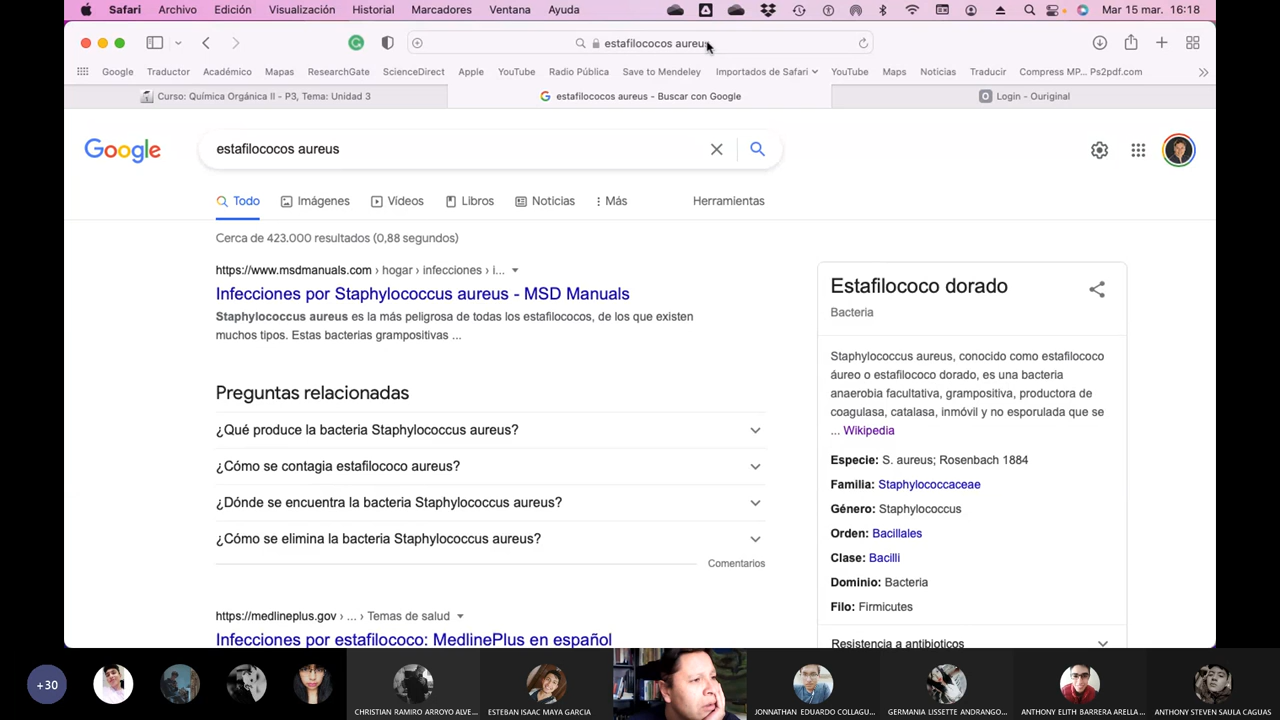 Safari Archivo Edición Visualización Historial Marcadores Ventana Ayuda Mar 15 mar. 16:18
estafilococos aureus
Google Traductor Académico Mapas ResearchGate ScienceDirect Apple YouTube Radio Pública Save to Mendeley Importados de Safari YouTube Maps Noticias Traducir Compress MP... Ps2pdf.com
Curso: Química Orgánica II - P3, Tema: Unidad 3
estafilococos aureus - Buscar con Google
Login - Ouriginal
Google
estafilococos aureus
Todo Imágenes Videos Libros Noticias Más Herramientas
Cerca de 423.000 resultados (0,88 segundos)
https://www.msdmanuals.com › hogar › infecciones › i...
Infecciones por Staphylococcus aureus - MSD Manuals
Staphylococcus aureus es la más peligrosa de todas los estafilococos, de los que existen
muchos tipos. Estas bacterias grampositivas ...
Preguntas relacionadas
¿Qué produce la bacteria Staphylococcus aureus?
¿Cómo se contagia estafilococo aureus?
¿Dónde se encuentra la bacteria Staphylococcus aureus?
¿Cómo se elimina la bacteria Staphylococcus aureus?
Comentarios
https://medlineplus.gov › ... › Temas de salud
Infecciones por estafilococo: MedlinePlus en español
Estafilococo dorado
Bacteria
Staphylococcus aureus, conocido como estafilococo
áureo o estafilococo dorado, es una bacteria
anaerobia facultativa, grampositiva, productora de
coagulasa, catalasa, inmóvil y no esporulada que se
... Wikipedia
Especie: S. aureus; Rosenbach 1884
Familia: Staphylococcaceae
Género: Staphylococcus
Orden: Bacillales
Clase: Bacilli
Dominio: Bacteria
Filo: Firmicutes
Resistencia a antibioticos
+30
CHRISTIAN RAMIRO ARROYO ALVE...
ESTEBAN ISAAC MAYA GARCIA
JONNATHAN EDUARDO COLLAGU...
GERMANIA LISSETTE ANDRANGO...
ANTHONY ELITH BARRERA ARELLA ...
ANTHONY STEVEN SAULA CAGUAS